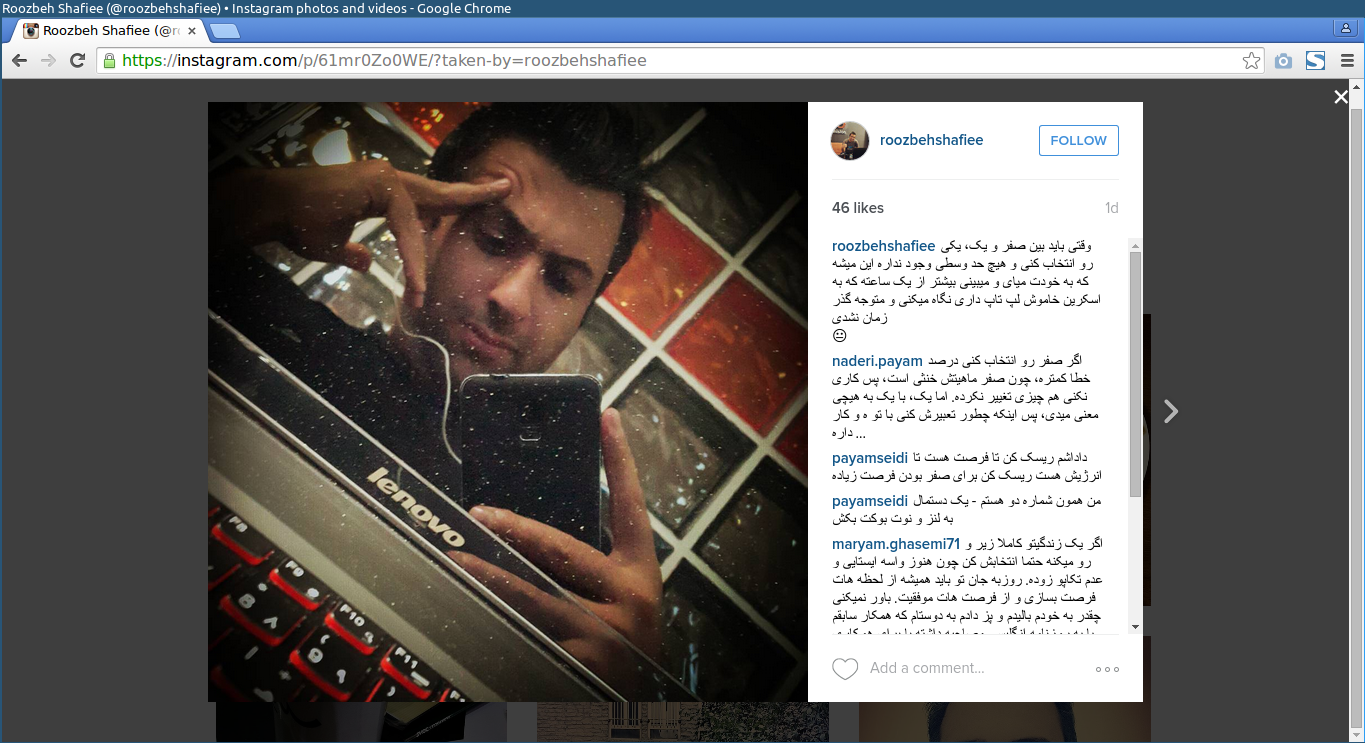 Roozbeh Shafiee (@roozbehshafiee) • Instagram photos and videos - Google Chrome
Roozbeh Shafiee (@r
https://instagram.com/p/61mr0Zo0WE/?taken-by=roozbehshafiee
roozbehshafiee
FOLLOW
46 likes
1d
roozbehshafiee وقتی باید بین صفر و یک، یکی
رو انتخاب کنی و هیچ حد وسطی وجود نداره این میشه
که به خودت میای و میبینی بیشتر از یک ساعته که به
اسکرین خاموش لپ تاپ داری نگاه میکنی و متوجه گذر
زمان نشدی
😐
naderi.payam اگر صفر رو انتخاب کنی درصد
خطا کمتره، چون صفر ماهیتش خنثی است، پس کاری
نکنی هم چیزی تغییر نکرده. اما یک، با یک به هیچی
معنی میدی، پس اینکه چطور تعبیرش کنی با تو ه و کار
داره ...
payamseidi داداشم ریسک کن تا فرصت هست تا
انرژیش هست ریسک کن برای صفر بودن فرصت زیاده
payamseidi من همون شماره دو هستم - یک دستمال
به لنز و نوت بوکت بکش
maryam.ghasemi71 اگر یک زندگیتو کاملا زیر و
رو میکنه حتما انتخابش کن چون هنوز واسه ایستایی و
عدم تکاپو زوده. روزبه جان تو باید همیشه از لحظه هات
فرصت بسازی و از فرصت هات موفقیت. باور نمیکنی
چقدر به خودم بالیدم و پز دادم به دوستام که همکار سابقم
Add a comment...
lenovo
F8
F9
F10
F11
8
9